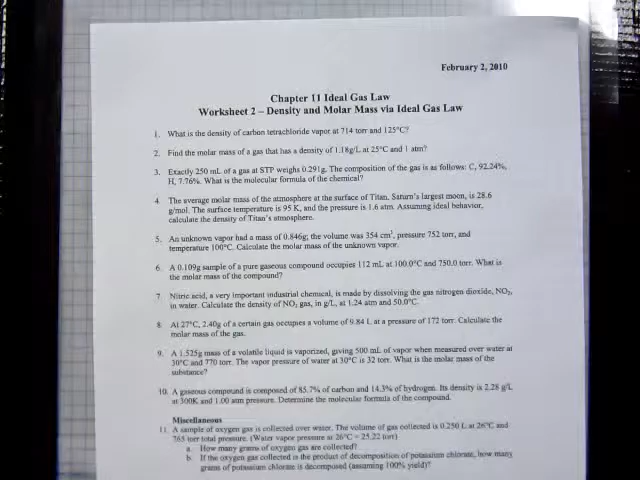 February 2, 2010
Chapter 11 Ideal Gas Law
Worksheet 2 – Density and Molar Mass via Ideal Gas Law
1. What is the density of carbon tetrachloride vapor at 714 torr and 125°C?
2. Find the molar mass of a gas that has a density of 1.18g/L at 25°C and 1 atm?
3. Exactly 250 mL of a gas at STP weighs 0.291g. The composition of the gas is as follows: C, 92.24%,
H, 7.76%. What is the molecular formula of the chemical?
4. The average molar mass of the atmosphere at the surface of Titan, Saturn's largest moon, is 28.6
g/mol. The surface temperature is 95 K, and the pressure is 1.6 atm. Assuming ideal behavior,
calculate the density of Titan's atmosphere.
5. An unknown vapor had a mass of 0.846g; the volume was 354 cm³, pressure 752 torr, and
temperature 100°C. Calculate the molar mass of the unknown vapor.
6. A 0.109g sample of a pure gaseous compound occupies 112 mL at 100.0°C and 750.0 torr. What is
the molar mass of the compound?
7. Nitric acid, a very important industrial chemical, is made by dissolving the gas nitrogen dioxide, NO₂,
in water. Calculate the density of NO₂ gas, in g/L, at 1.24 atm and 50.0°C.
8. At 27°C, 2.40g of a certain gas occupies a volume of 9.84 L at a pressure of 172 torr. Calculate the
molar mass of the gas.
9. A 1.525g mass of a volatile liquid is vaporized, giving 500 mL of vapor when measured over water at
30°C and 770 torr. The vapor pressure of water at 30°C is 32 torr. What is the molar mass of the
substance?
10. A gaseous compound is composed of 85.7% of carbon and 14.3% of hydrogen. Its density is 2.28 g/L
at 300K and 1.00 atm pressure. Determine the molecular formula of the compound.
Miscellaneous
11. A sample of oxygen gas is collected over water. The volume of gas collected is 0.250 L at 26°C and
765 torr total pressure. (Water vapor pressure at 26°C = 25.22 torr)
a. How many grams of oxygen gas are collected?
b. If the oxygen gas collected is the product of decomposition of potassium chlorate, how many
grams of potassium chlorate is decomposed (assuming 100% yield)?